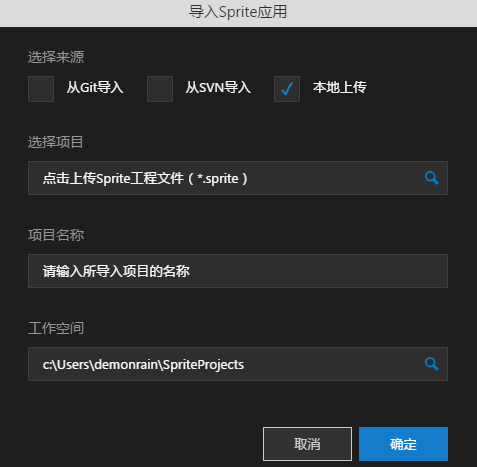 导入Sprite应用
选择来源
从Git导入 从SVN导入 本地上传
选择项目
点击上传Sprite工程文件（*.sprite）
项目名称
请输入所导入项目的名称
工作空间
c:\Users\demonrain\SpriteProjects
取消 确定